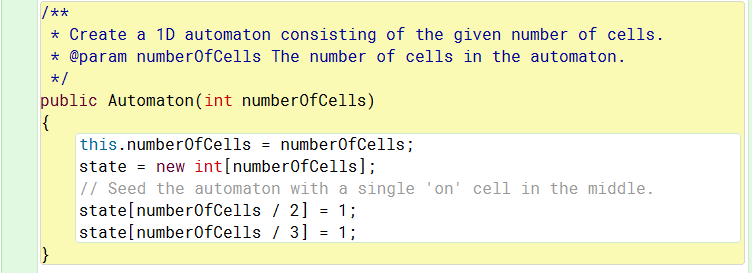 /**
 * Create a 1D automaton consisting of the given number of cells.
 * @param numberOfCells The number of cells in the automaton.
 */
public Automaton(int numberOfCells)
{
    this.numberOfCells = numberOfCells;
    state = new int[numberOfCells];
    // Seed the automaton with a single 'on' cell in the middle.
    state[numberOfCells / 2] = 1;
    state[numberOfCells / 3] = 1;
}